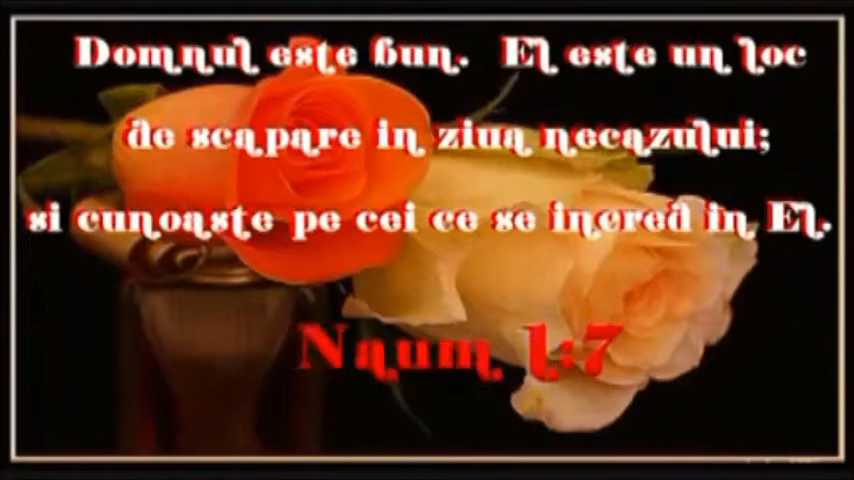 Domnul este bun. El este un loc
de scapare in ziua necazului;
si cunoaste pe cei ce se incred in El.
Naum 1:7